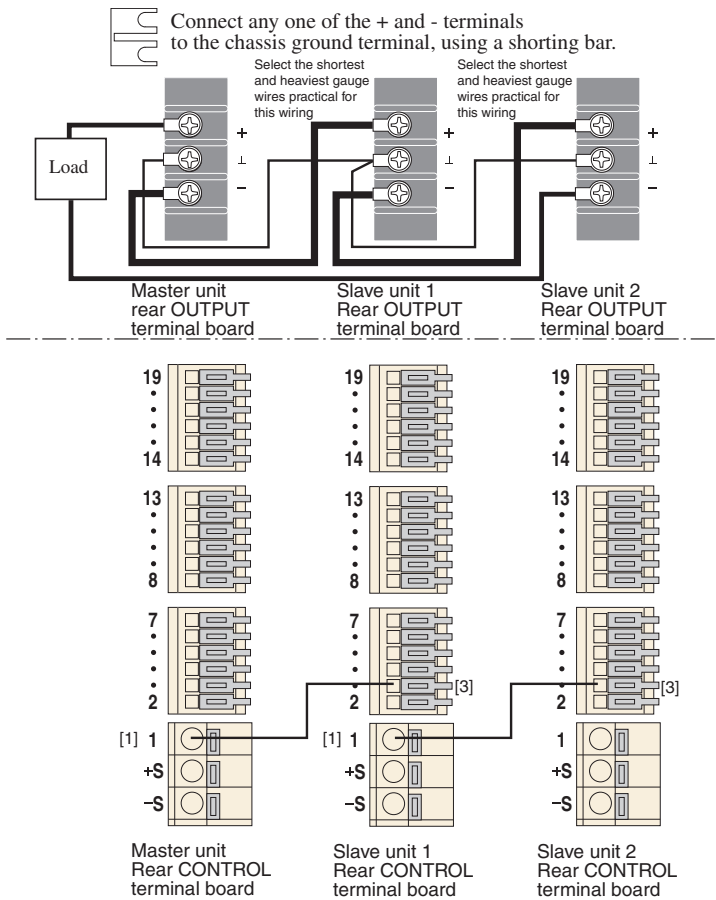 Connect any one of the + and - terminals
to the chassis ground terminal, using a shorting bar.
Select the shortest
and heaviest gauge
wires practical for
this wiring
Select the shortest
and heaviest gauge
wires practical for
this wiring
Load
+
⊥
−
+
⊥
−
+
⊥
−
Master unit
rear OUTPUT
terminal board
Slave unit 1
Rear OUTPUT
terminal board
Slave unit 2
Rear OUTPUT
terminal board
19
14
13
8
7
2
[1] 1
+S
−S
Master unit
Rear CONTROL
terminal board
19
14
13
8
7
[3]
2
[1] 1
+S
−S
Slave unit 1
Rear CONTROL
terminal board
19
14
13
8
7
[3]
2
1
+S
−S
Slave unit 2
Rear CONTROL
terminal board